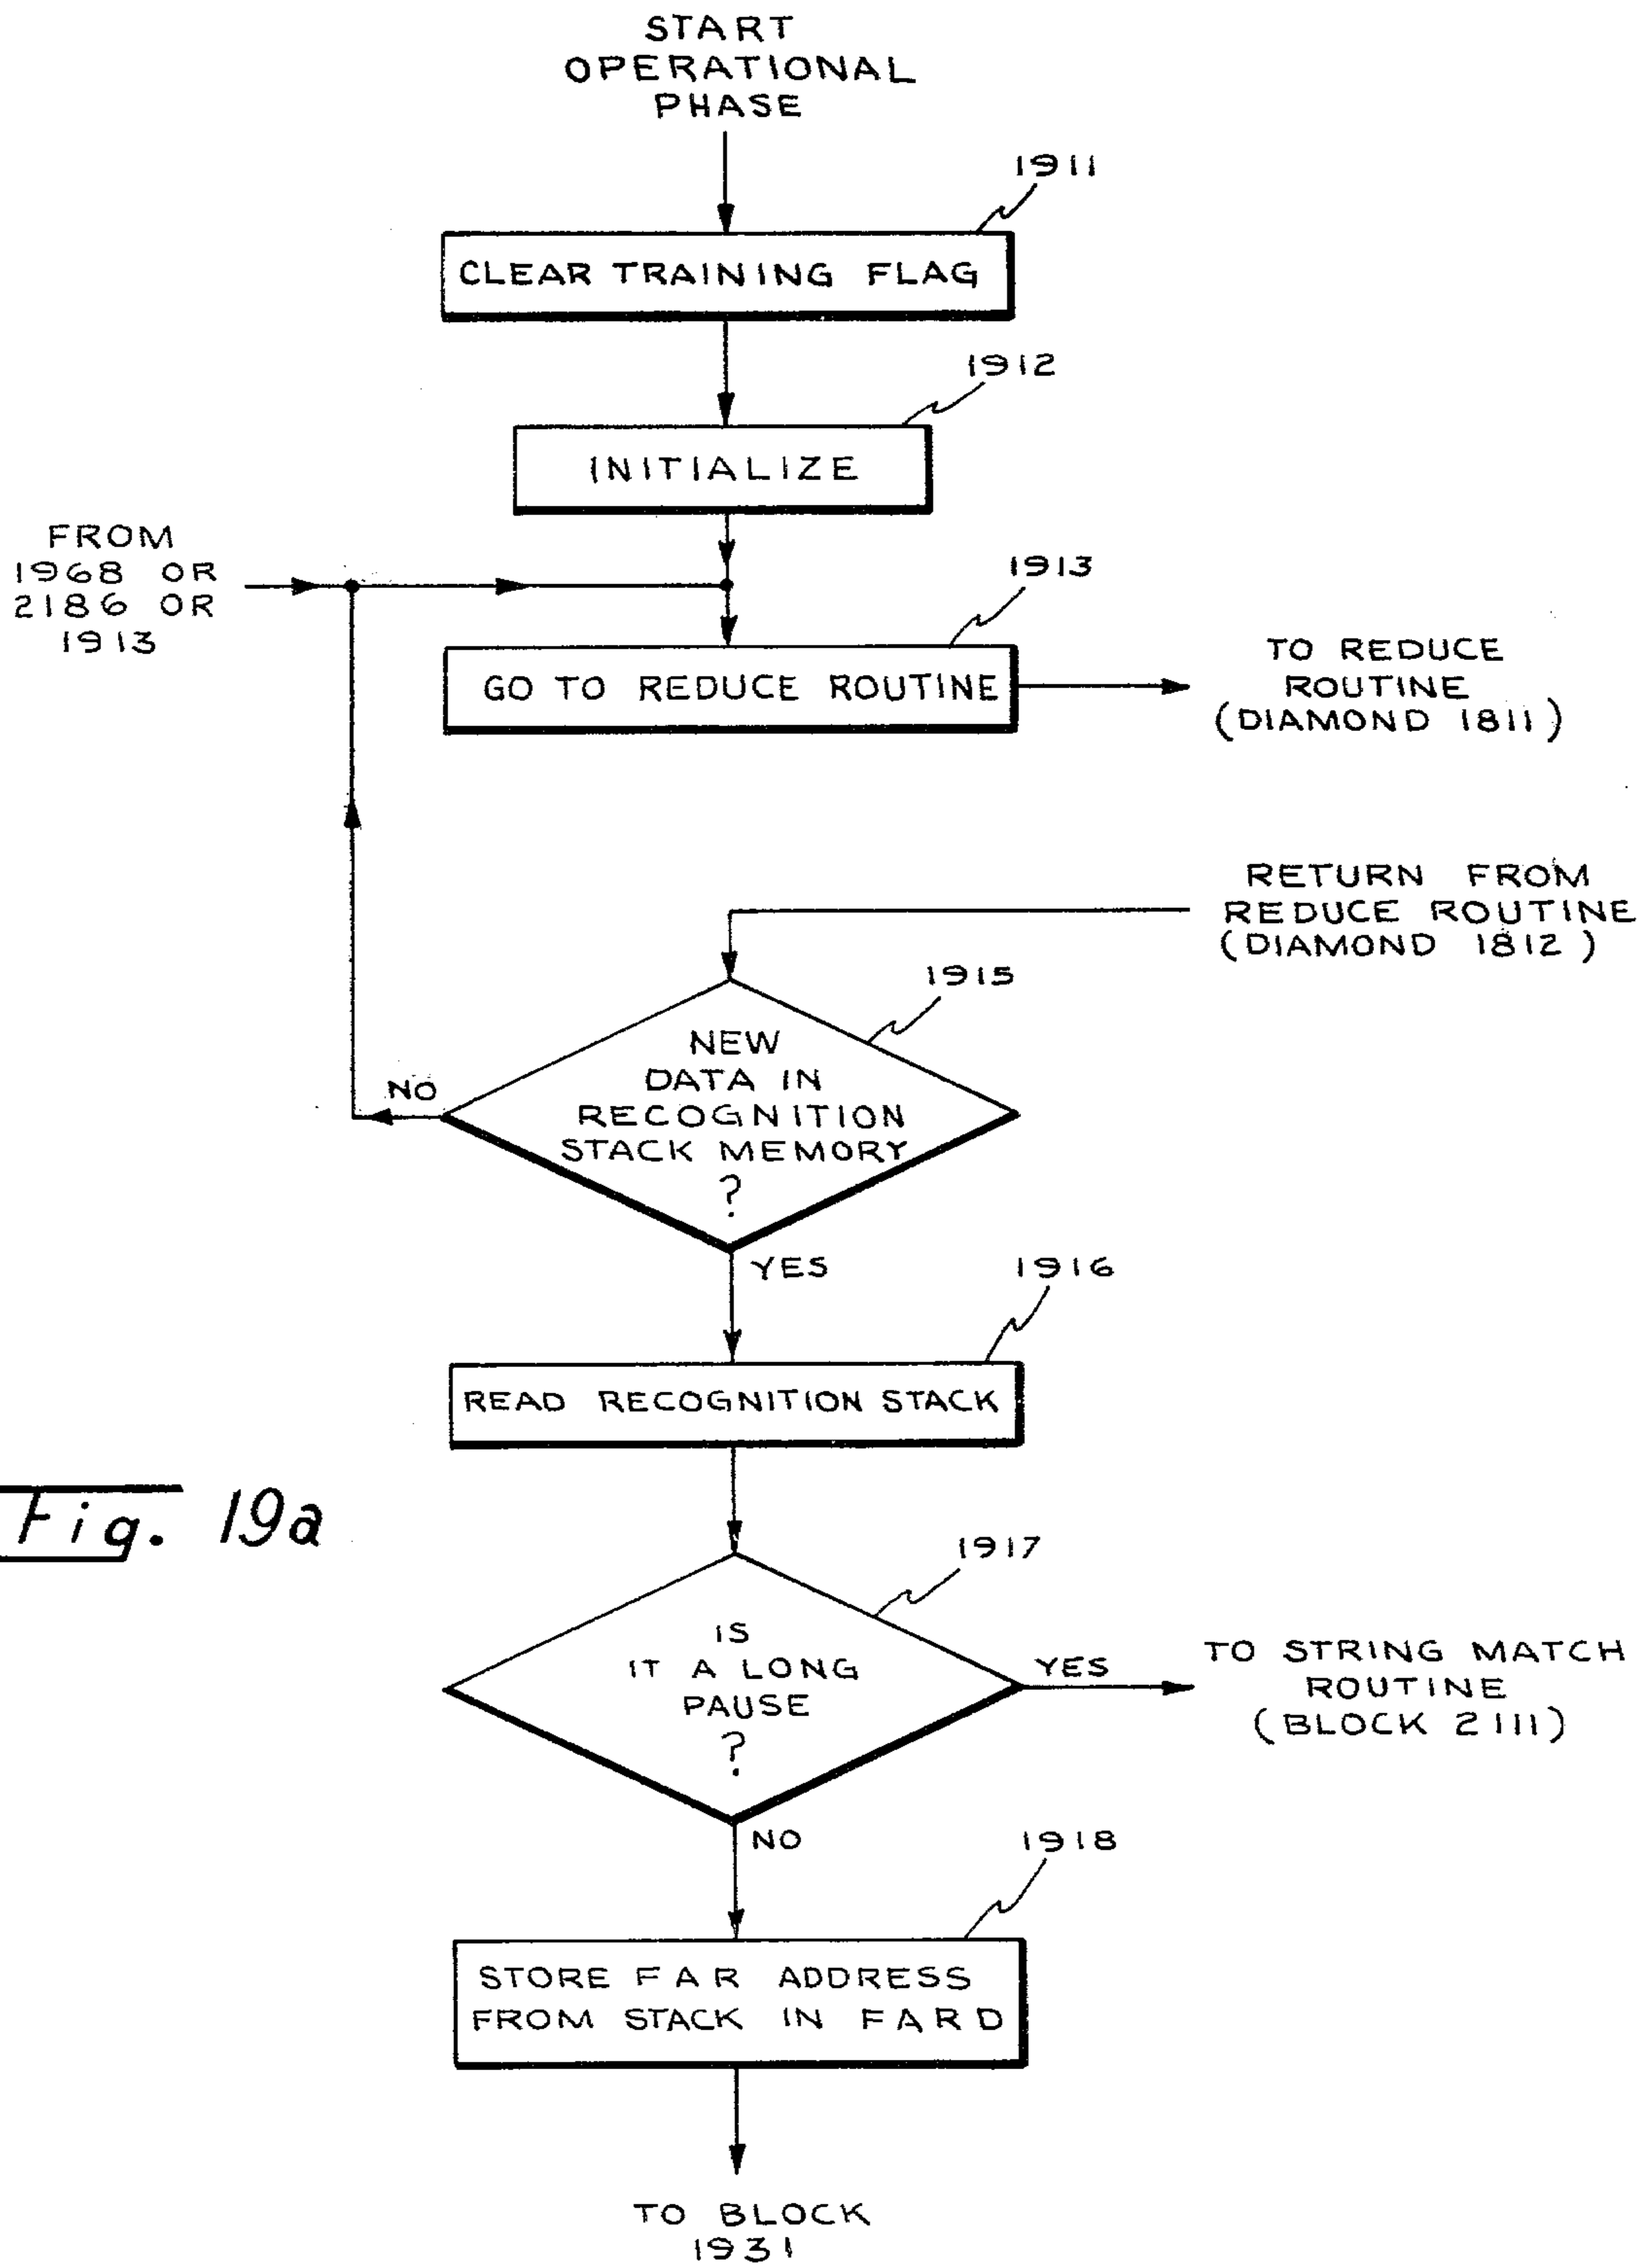 START
OPERATIONAL
PHASE
1911
CLEAR TRAINING FLAG
1912
INITIALIZE
FROM
1968 OR
2186 OR
1913
1913
GO TO REDUCE ROUTINE
TO REDUCE
ROUTINE
(DIAMOND 1811)
RETURN FROM
REDUCE ROUTINE
(DIAMOND 1812)
1915
NEW
DATA IN
RECOGNITION
STACK MEMORY
?
NO
YES
1916
READ RECOGNITION STACK
Fig. 19a
1917
IS
IT A LONG
PAUSE
?
YES
TO STRING MATCH
ROUTINE
(BLOCK 2111)
NO
1918
STORE FAR ADDRESS
FROM STACK IN FARD
TO BLOCK
1931